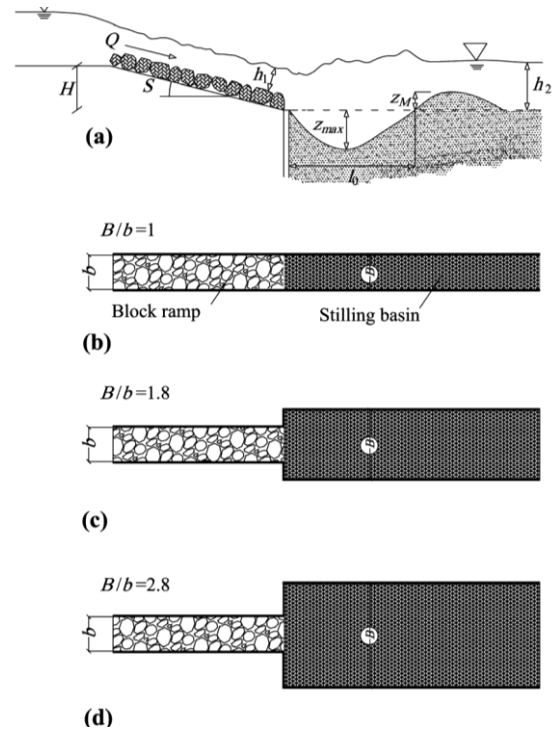 Q
H
S
h1
zmax
zM
h2
l0
(a)
B/b=1
b
B
Block ramp
Stilling basin
(b)
B/b=1.8
b
B
(c)
B/b=2.8
b
B
(d)